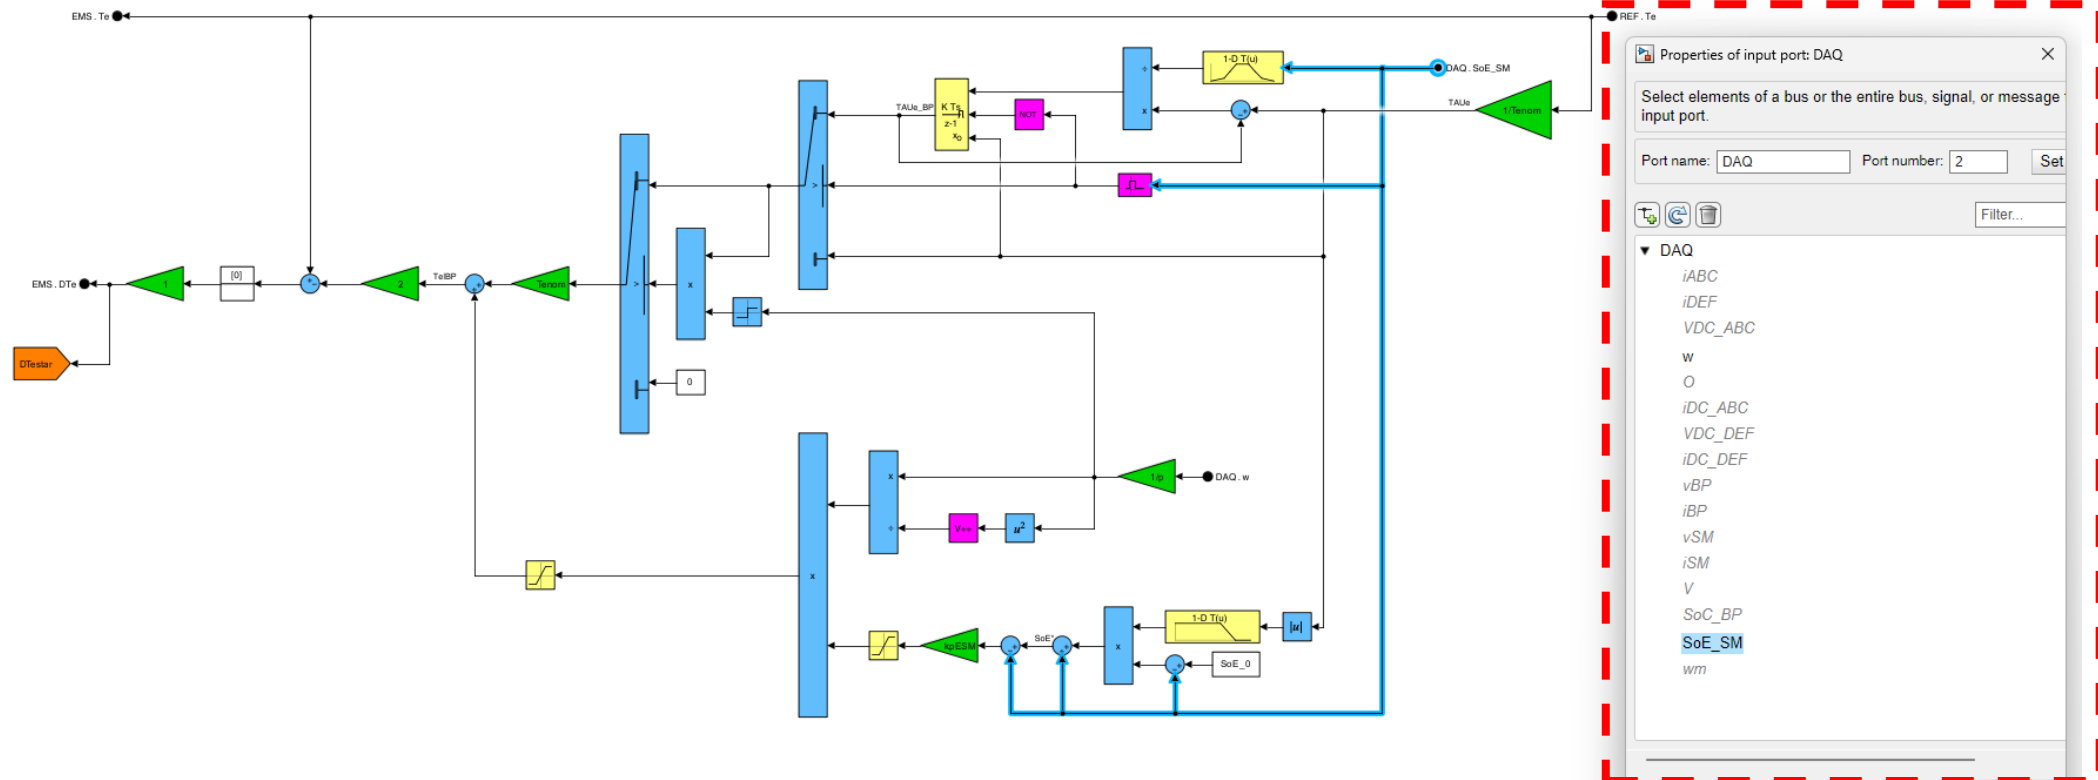 EMS . Te
REF . Te
1-D T(u)
DAQ . SoE_SM
÷
x
TAUe_BP
K Ts
z-1
x₀
NOT
TAUe
1/Tenom
>
>
x
0
EMS . DTe
1
[0]
2
TelBP
Tenom
DTestar
x
÷
1/p
DAQ . w
V++
u²
x
kpESM
SoE*
x
1-D T(u)
|u|
SoE_0
Properties of input port: DAQ
Select elements of a bus or the entire bus, signal, or message
input port.
Port name: DAQ Port number: 2 Set
Filter...
DAQ
iABC
iDEF
VDC_ABC
w
O
iDC_ABC
VDC_DEF
iDC_DEF
vBP
iBP
vSM
iSM
V
SoC_BP
SoE_SM
wm